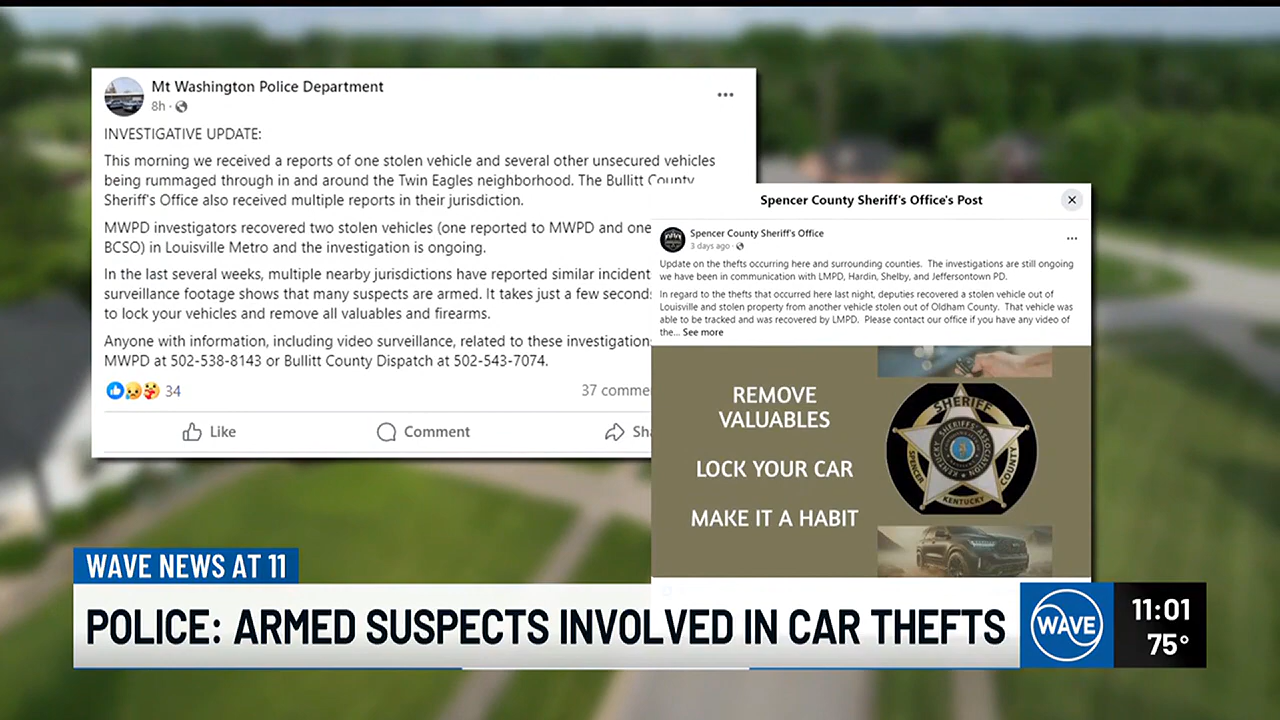 Mt Washington Police Department
8h
INVESTIGATIVE UPDATE:
This morning we received a reports of one stolen vehicle and several other unsecured vehicles
being rummaged through in and around the Twin Eagles neighborhood. The Bullitt County
Sheriff's Office also received multiple reports in their jurisdiction.
MWPD investigators recovered two stolen vehicles (one reported to MWPD and one
BCSO) in Louisville Metro and the investigation is ongoing.
In the last several weeks, multiple nearby jurisdictions have reported similar incident
surveillance footage shows that many suspects are armed. It takes just a few second
to lock your vehicles and remove all valuables and firearms.
Anyone with information, including video surveillance, related to these investigation
MWPD at 502-538-8143 or Bullitt County Dispatch at 502-543-7074.
34
37 comme
Like
Comment
Sha
Spencer County Sheriff's Office's Post
Spencer County Sheriff's Office
3 days ago
Update on the thefts occurring here and surrounding counties. The investigations are still ongoing
we have been in communication with LMPD, Hardin, Shelby, and Jeffersontown PD.
In regard to the thefts that occurred here last night, deputies recovered a stolen vehicle out of
Louisville and stolen property from another vehicle stolen out of Oldham County. That vehicle was
able to be tracked and was recovered by LMPD. Please contact our office if you have any video of
the... See more
REMOVE
VALUABLES
LOCK YOUR CAR
MAKE IT A HABIT
SHERIFF
KENTUCKY SHERIFFS' ASSOCIATION
SPENCER
COUNTY
KENTUCKY
WAVE NEWS AT 11
POLICE: ARMED SUSPECTS INVOLVED IN CAR THEFTS
WAVE
11:01
75°